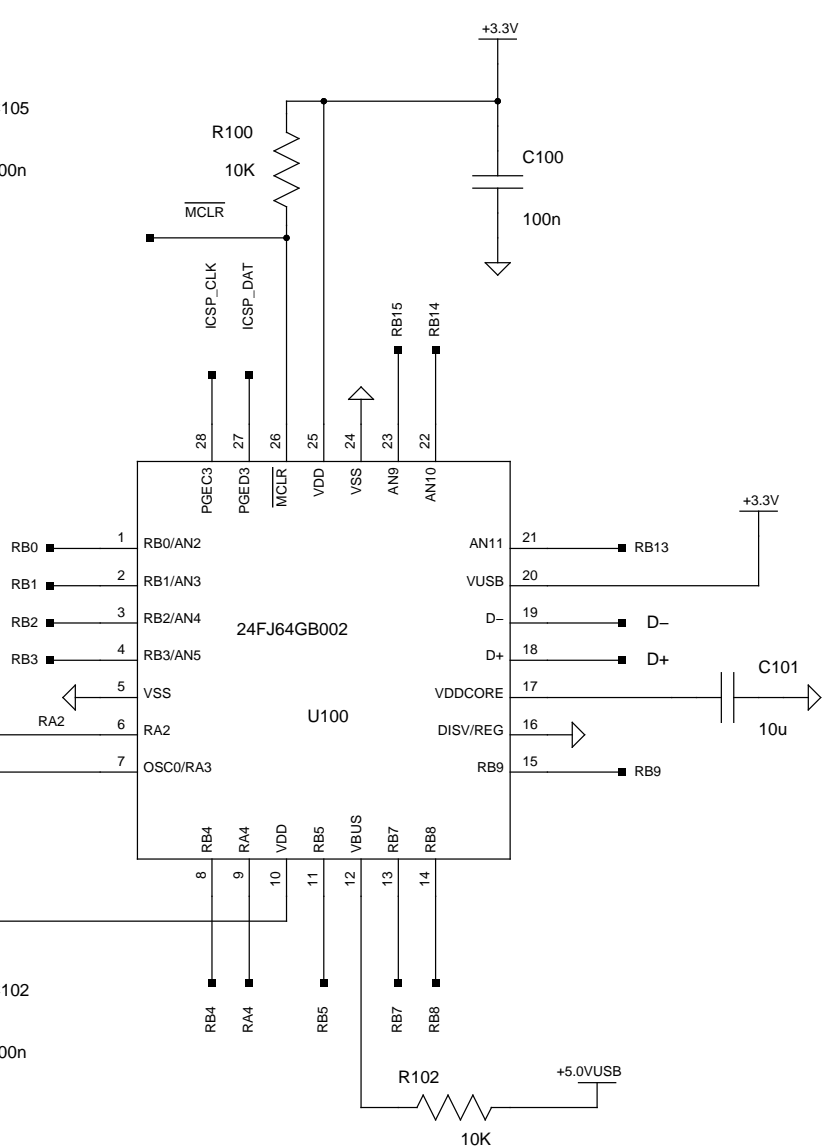 +3.3V
105
R100
C100
10K
00n
MCLR
100n
ICSP_CLK
ICSP_DAT
RB15
RB14
28
27
26
25
24
23
22
PGEC3
PGED3
MCLR
VDD
VSS
AN9
AN10
+3.3V
RB0 1 RB0/AN2
AN11 21 RB13
RB1 2 RB1/AN3
VUSB 20
RB2 3 RB2/AN4
D− 19 D−
24FJ64GB002
RB3 4 RB3/AN5
D+ 18 D+
C101
5 VSS
VDDCORE 17
RA2 6 RA2
U100
DISV/REG 16
10u
7 OSC0/RA3
RB9 15 RB9
RB4
RA4
VDD
RB5
VBUS
RB7
RB8
8
9
10
11
12
13
14
102
RB4
RA4
RB5
RB7
RB8
00n
R102
+5.0VUSB
10K